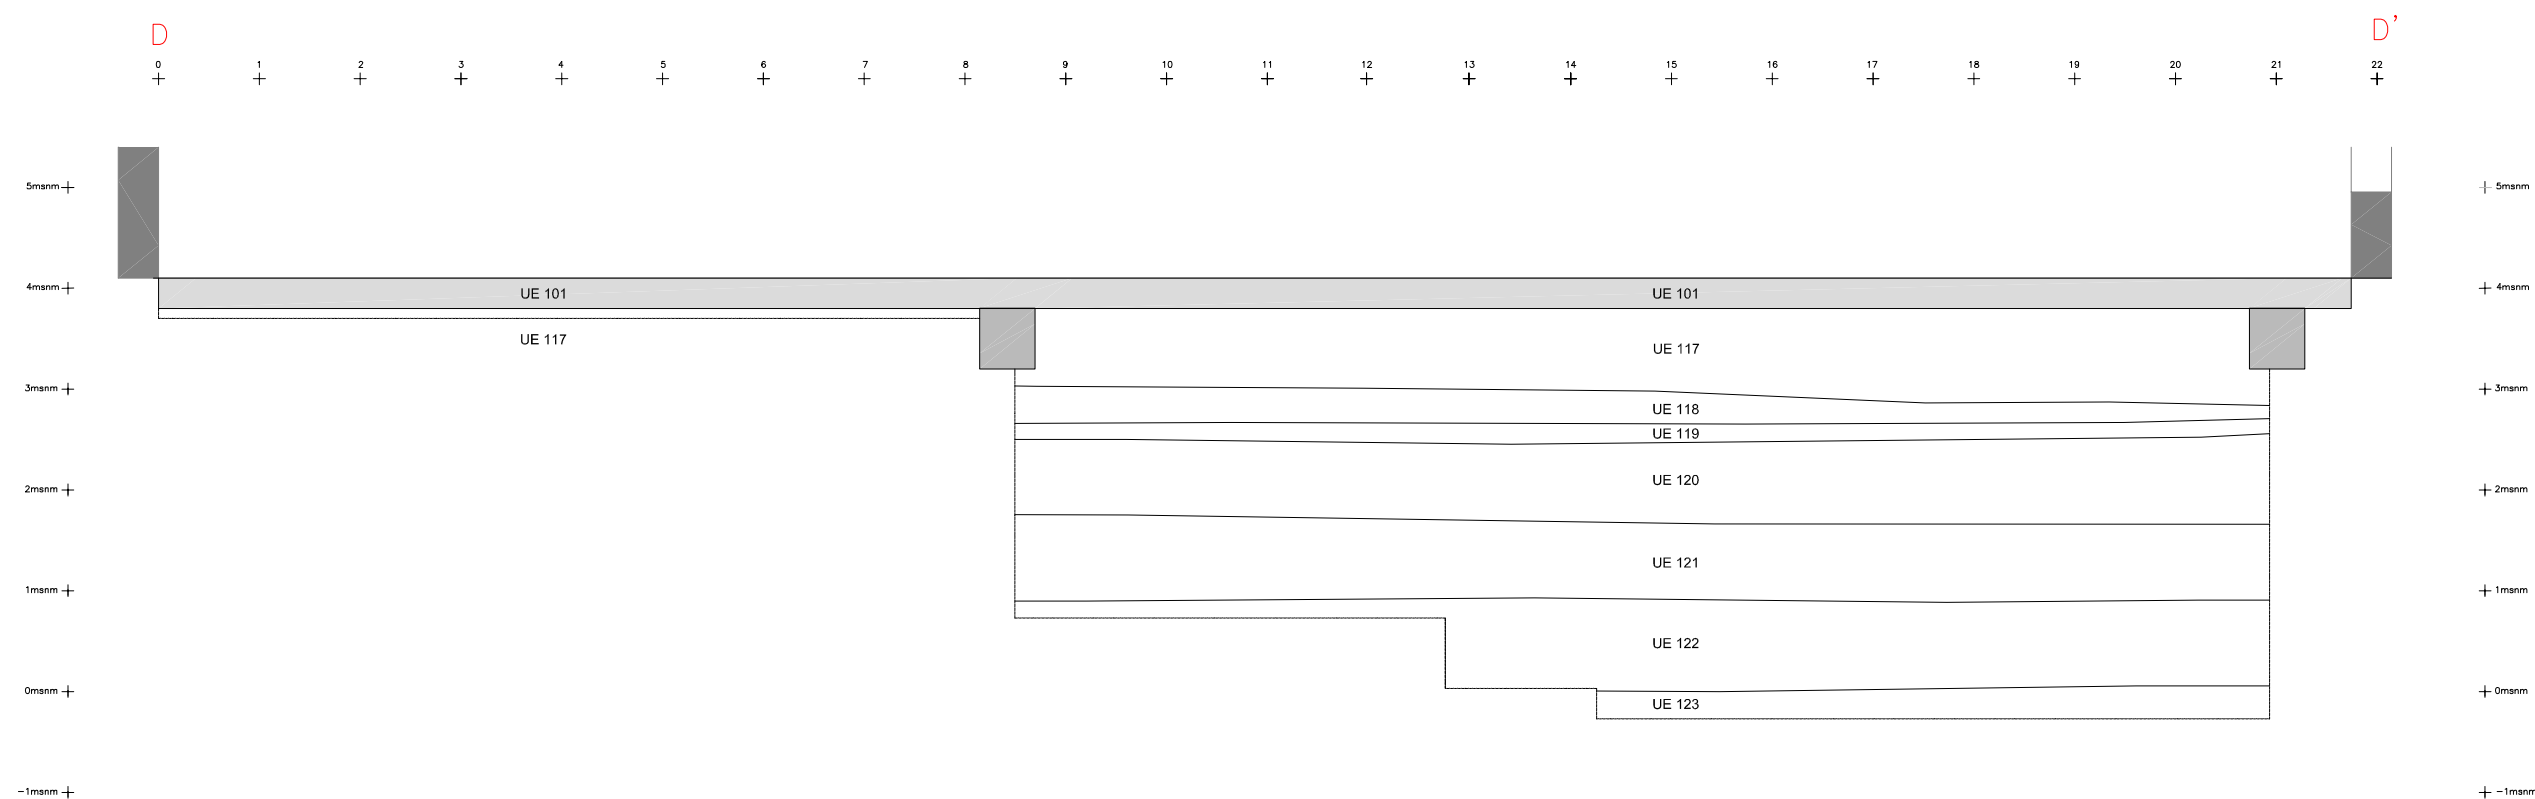 D D'
0 1 2 3 4 5 6 7 8 9 10 11 12 13 14 15 16 17 18 19 20 21 22
5msnm 5msnm
4msnm UE 101 UE 101 4msnm
UE 117 UE 117
3msnm 3msnm
UE 118
UE 119
2msnm UE 120 2msnm
UE 121
1msnm 1msnm
UE 122
0msnm 0msnm
UE 123
-1msnm -1msnm